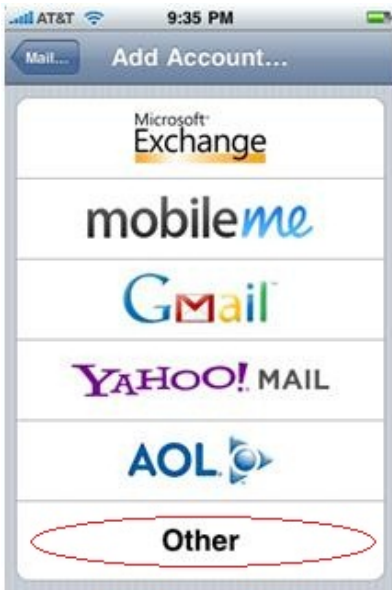 AT&T 9:35 PM
Mail... Add Account...
Microsoft
Exchange
mobileme
Gmail
YAHOO! MAIL
AOL
Other